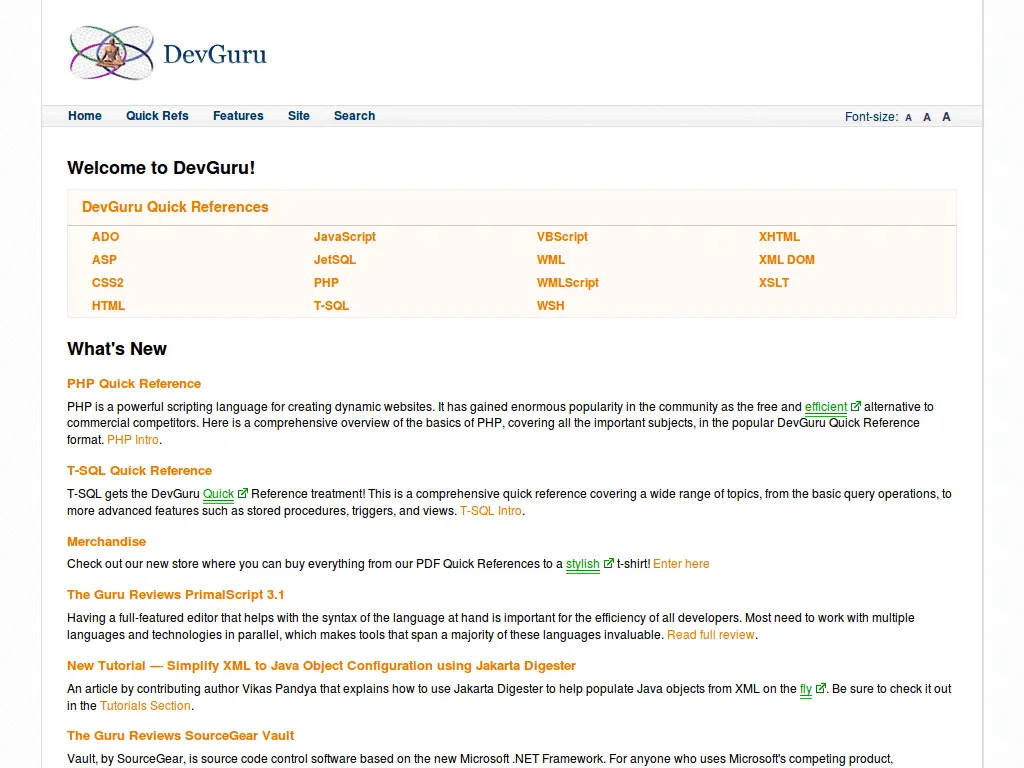 DevGuru
Home Quick Refs Features Site Search Font-size: A A A
Welcome to DevGuru!
DevGuru Quick References
ADO JavaScript VBScript XHTML
ASP JetSQL WML XML DOM
CSS2 PHP WMLScript XSLT
HTML T-SQL WSH
What's New
PHP Quick Reference
PHP is a powerful scripting language for creating dynamic websites. It has gained enormous popularity in the community as the free and efficient alternative to
commercial competitors. Here is a comprehensive overview of the basics of PHP, covering all the important subjects, in the popular DevGuru Quick Reference
format. PHP Intro.
T-SQL Quick Reference
T-SQL gets the DevGuru Quick Reference treatment! This is a comprehensive quick reference covering a wide range of topics, from the basic query operations, to
more advanced features such as stored procedures, triggers, and views. T-SQL Intro.
Merchandise
Check out our new store where you can buy everything from our PDF Quick References to a stylish t-shirt! Enter here
The Guru Reviews PrimalScript 3.1
Having a full-featured editor that helps with the syntax of the language at hand is important for the efficiency of all developers. Most need to work with multiple
languages and technologies in parallel, which makes tools that span a majority of these languages invaluable. Read full review.
New Tutorial — Simplify XML to Java Object Configuration using Jakarta Digester
An article by contributing author Vikas Pandya that explains how to use Jakarta Digester to help populate Java objects from XML on the fly. Be sure to check it out
in the Tutorials Section.
The Guru Reviews SourceGear Vault
Vault, by SourceGear, is source code control software based on the new Microsoft .NET Framework. For anyone who uses Microsoft's competing product,